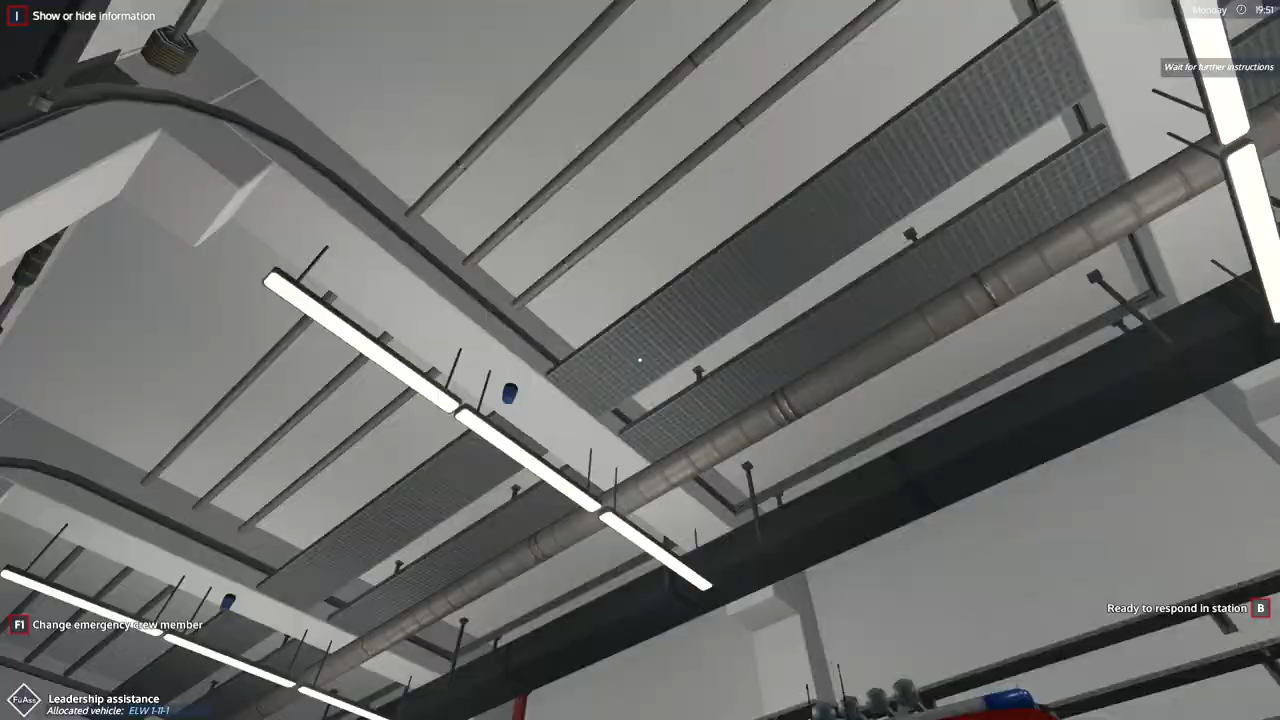 I Show or hide information
Monday 19:51
Wait for further instructions
Ready to respond in station B
F1 Change emergency crew member
FüAss Leadership assistance
Allocated vehicle: ELW 1-11-1